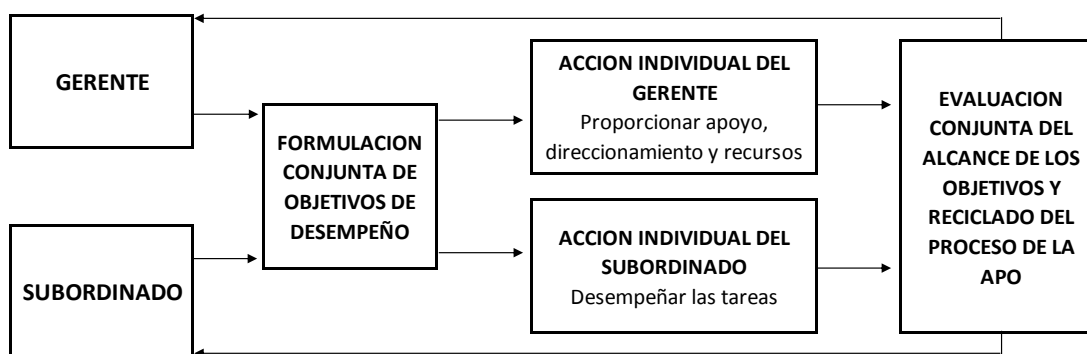 GERENTE
SUBORDINADO
FORMULACION
CONJUNTA DE
OBJETIVOS DE
DESEMPEÑO
ACCION INDIVIDUAL DEL
GERENTE
Proporcionar apoyo,
direccionamiento y recursos
ACCION INDIVIDUAL DEL
SUBORDINADO
Desempeñar las tareas
EVALUACION
CONJUNTA DEL
ALCANCE DE LOS
OBJETIVOS Y
RECICLADO DEL
PROCESO DE LA
APO